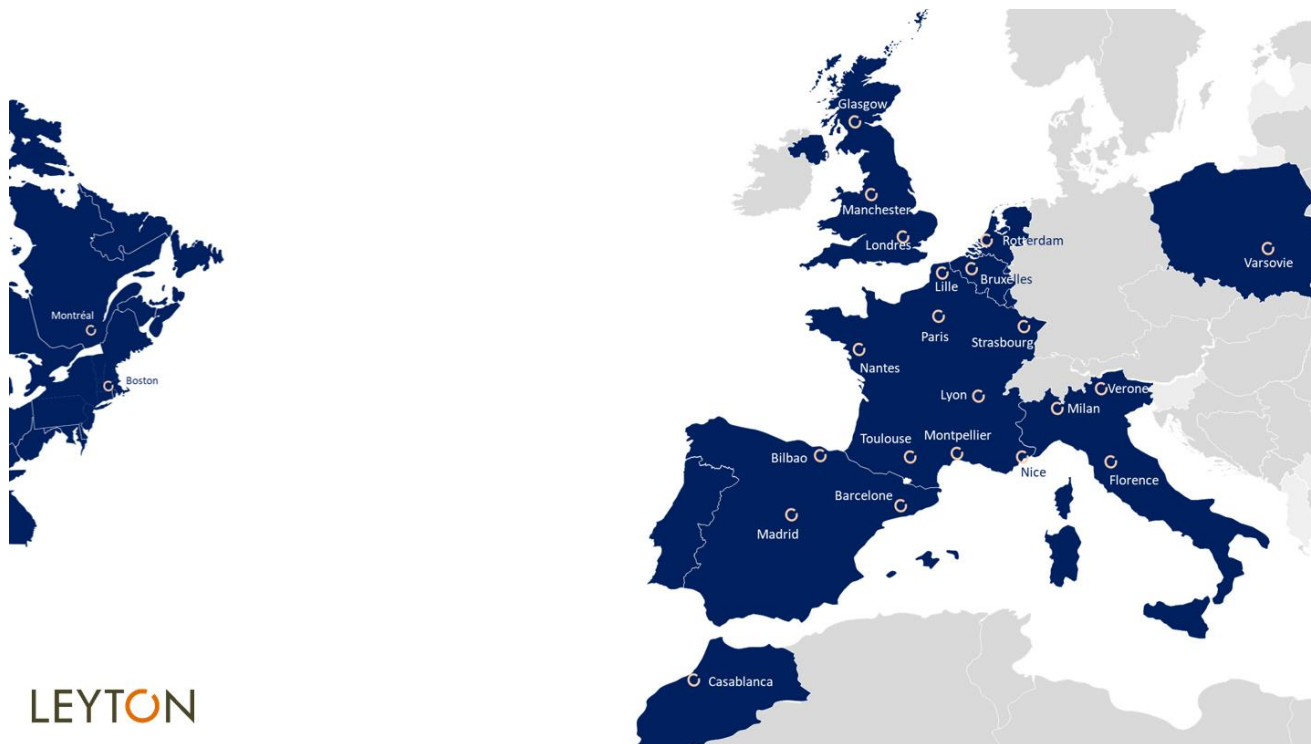 Glasgow
Manchester
Londres
Rotterdam
Bruxelles
Lille
Varsovie
Montréal
Paris
Strasbourg
Nantes
Boston
Lyon
Verone
Milan
Toulouse
Montpellier
Bilbao
Nice
Florence
Barcelone
Madrid
Casablanca
LEYTON